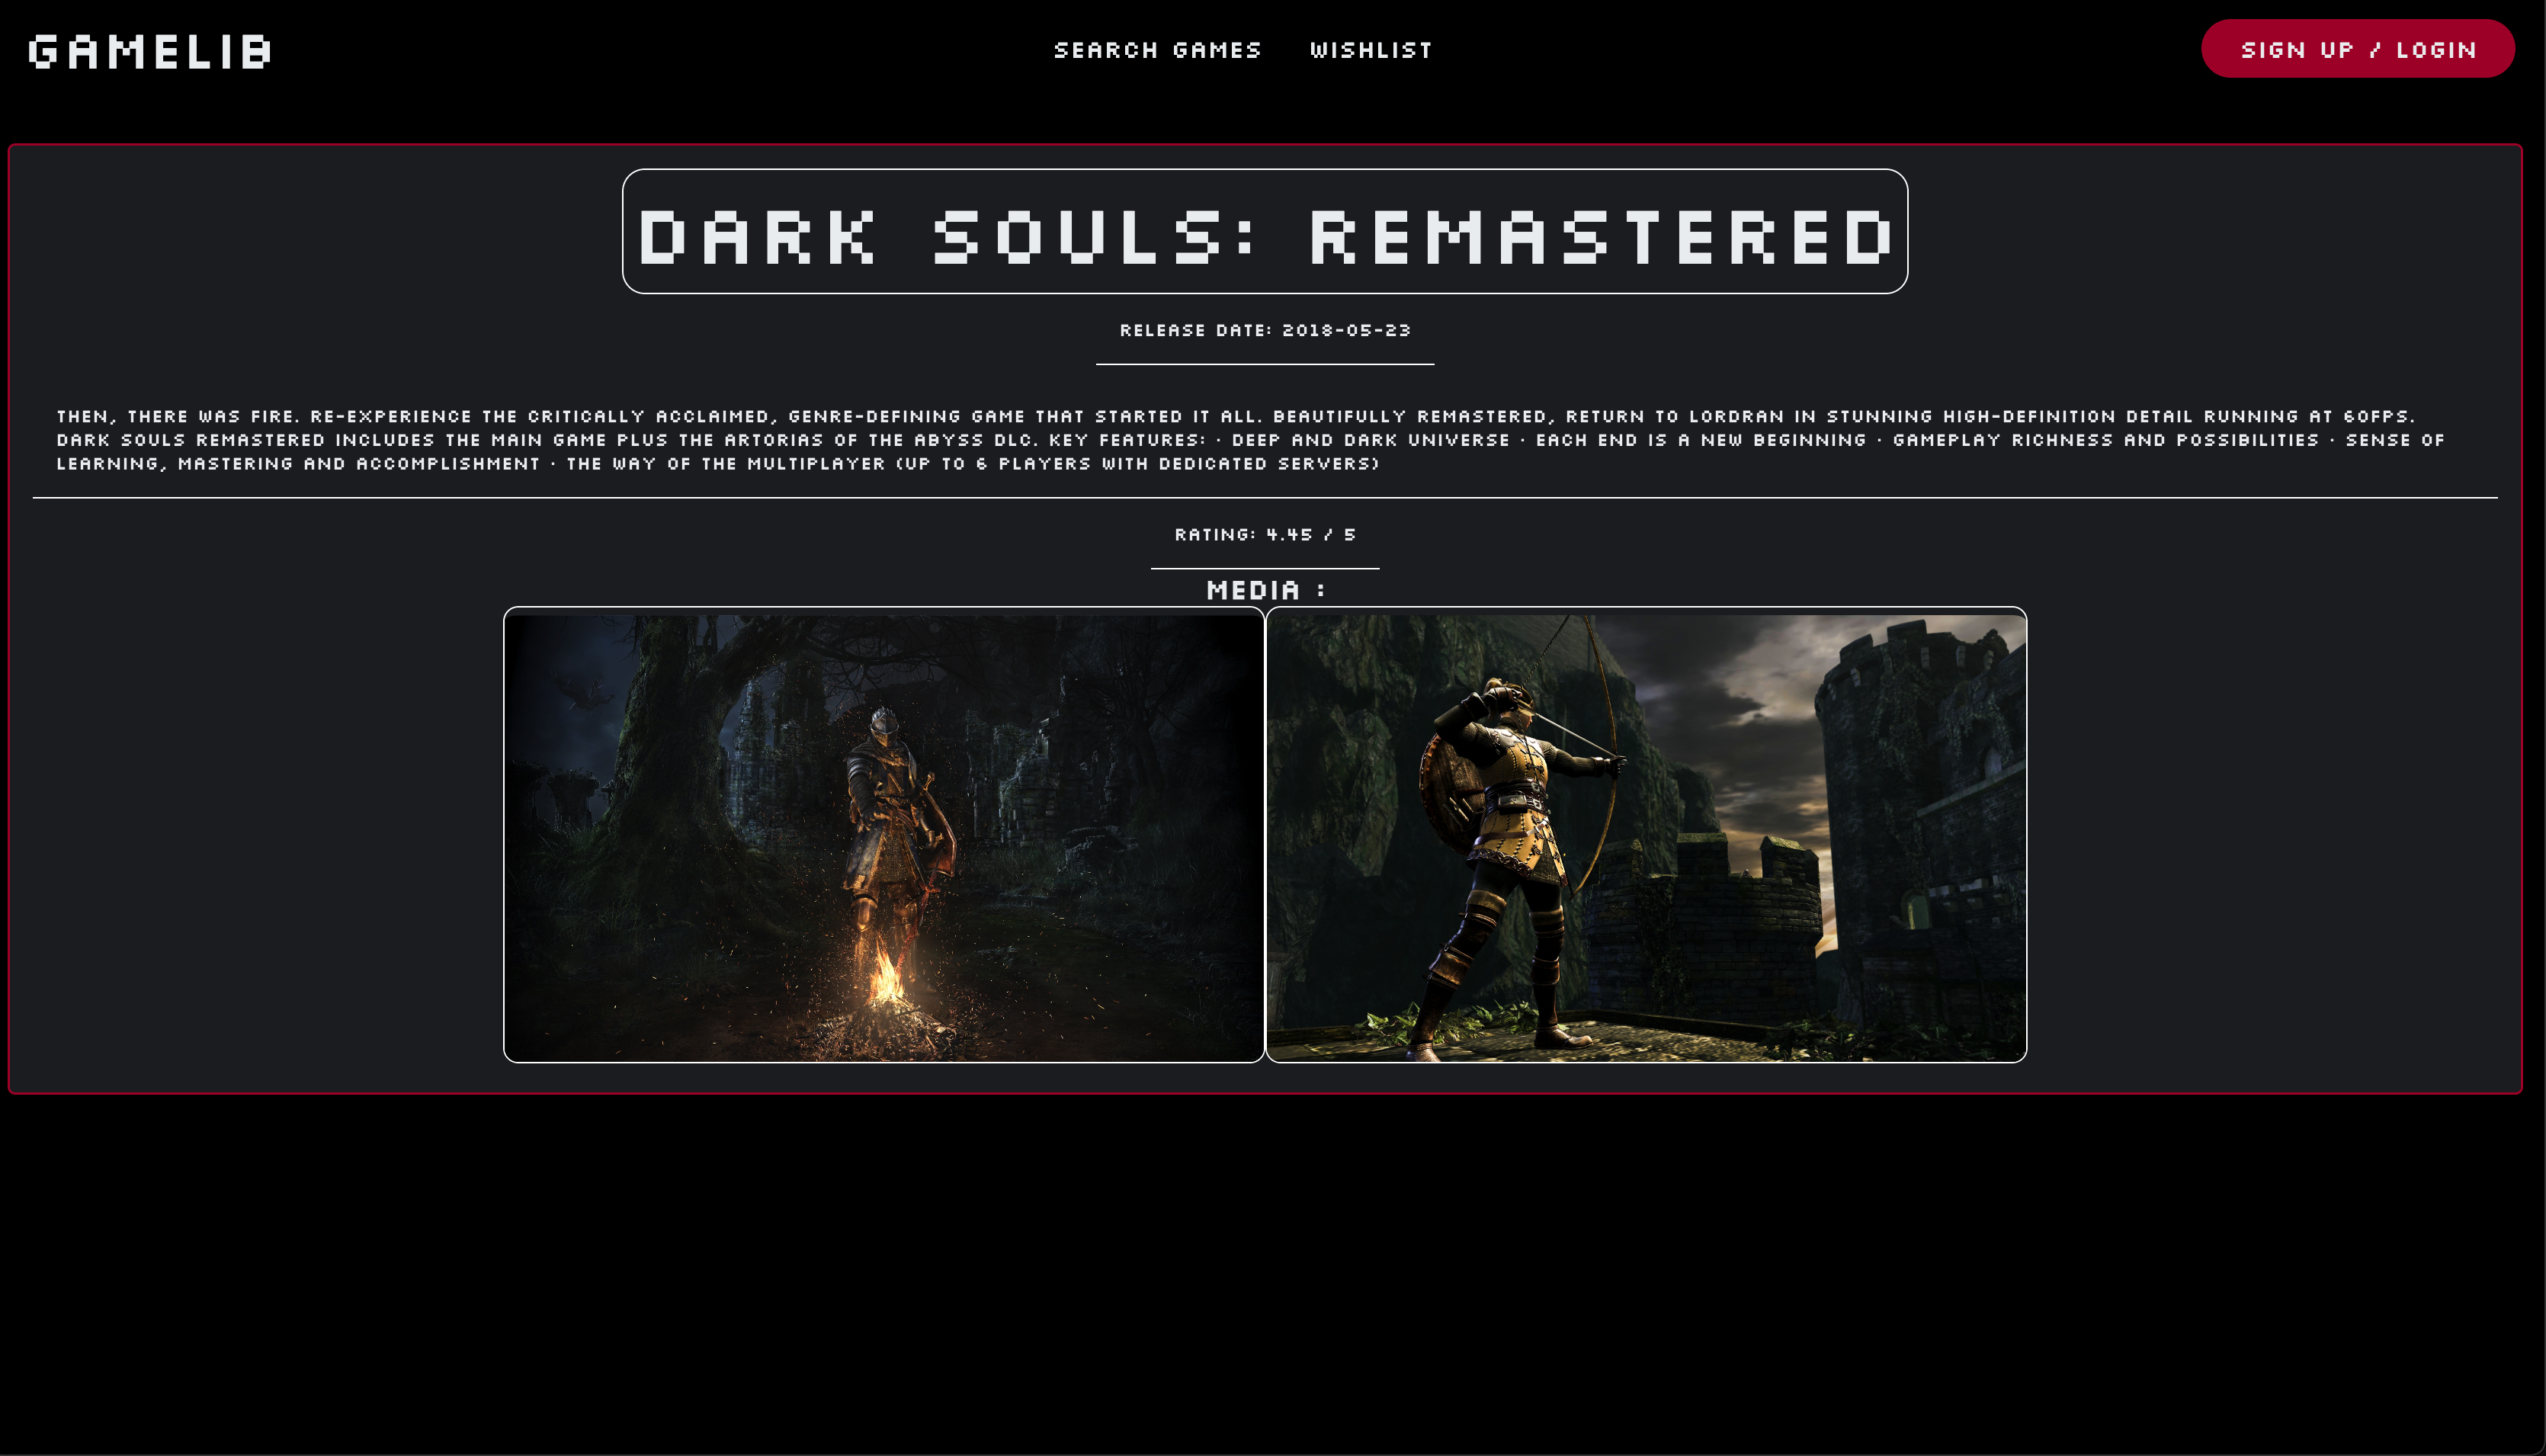 GAMELIB
SEARCH GAMES
WISHLIST
SIGN UP / LOGIN
DARK SOULS: REMASTERED
RELEASE DATE: 2018-05-23
THEN, THERE WAS FIRE. RE-EXPERIENCE THE CRITICALLY ACCLAIMED, GENRE-DEFINING GAME THAT STARTED IT ALL. BEAUTIFULLY REMASTERED, RETURN TO LORDRAN IN STUNNING HIGH-DEFINITION DETAIL RUNNING AT 60FPS.
DARK SOULS REMASTERED INCLUDES THE MAIN GAME PLUS THE ARTORIAS OF THE ABYSS DLC. KEY FEATURES: · DEEP AND DARK UNIVERSE · EACH END IS A NEW BEGINNING · GAMEPLAY RICHNESS AND POSSIBILITIES · SENSE OF
LEARNING, MASTERING AND ACCOMPLISHMENT · THE WAY OF THE MULTIPLAYER (UP TO 6 PLAYERS WITH DEDICATED SERVERS)
RATING: 4.45 / 5
MEDIA :